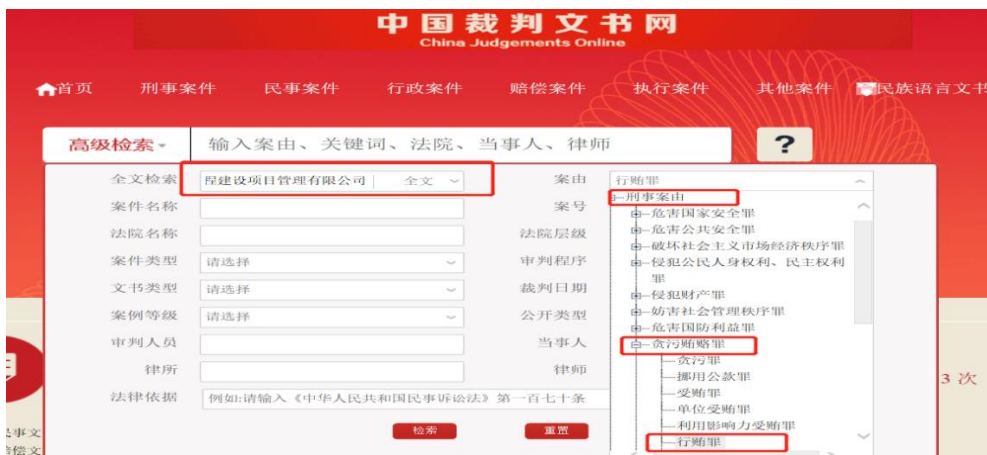 中国裁判文书网
China Judgements Online
首页 刑事案件 民事案件 行政案件 赔偿案件 执行案件 其他案件 民族语言文书
高级检索 输入案由、关键词、法院、当事人、律师 ?
全文检索 程建设项目管理有限公司 全文 案由 行贿罪
刑事案由
案件名称 案号 危害国家安全罪
危害公共安全罪
法院名称 法院层级 破坏社会主义市场经济秩序罪
案件类型 请选择 审判程序 侵犯公民人身权利、民主权利
罪
文书类型 请选择 裁判日期 侵犯财产罪
案例等级 请选择 公开类型 妨害社会管理秩序罪
危害国防利益罪
审判人员 当事人 贪污贿赂罪
贪污罪
律所 律师 挪用公款罪
3 次
法律依据 例如:请输入《中华人民共和国民事诉讼法》第一百七十条 受贿罪
单位受贿罪
检索 重置 利用影响力受贿罪
行贿罪
事文
偿文